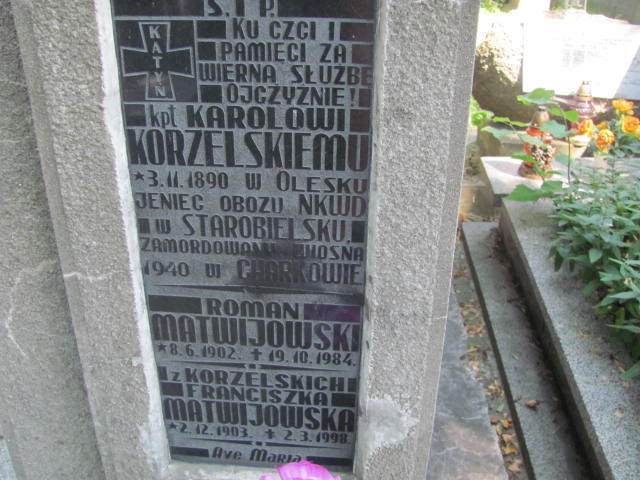 Ś. † P.
KATYŃ
KU CZCI I
PAMIĘCI ZA
WIERNĄ SŁUŻBĘ
OJCZYŹNIE!
kpt KAROLOWI
KORZELSKIEMU
*3.11.1890 W OLESKU
JENIEC OBOZU NKWD
W STAROBIELSKU,
ZAMORDOWANY WIOSNĄ
1940 W CHARKOWIE
ROMAN
MATWIJOWSKI
*8.6.1902. † 19.10.1984.
Z KORZELSKICH
FRANCISZKA
MATWIJOWSKA
*2.12.1903. † 2.3.1998.
Ave Maria